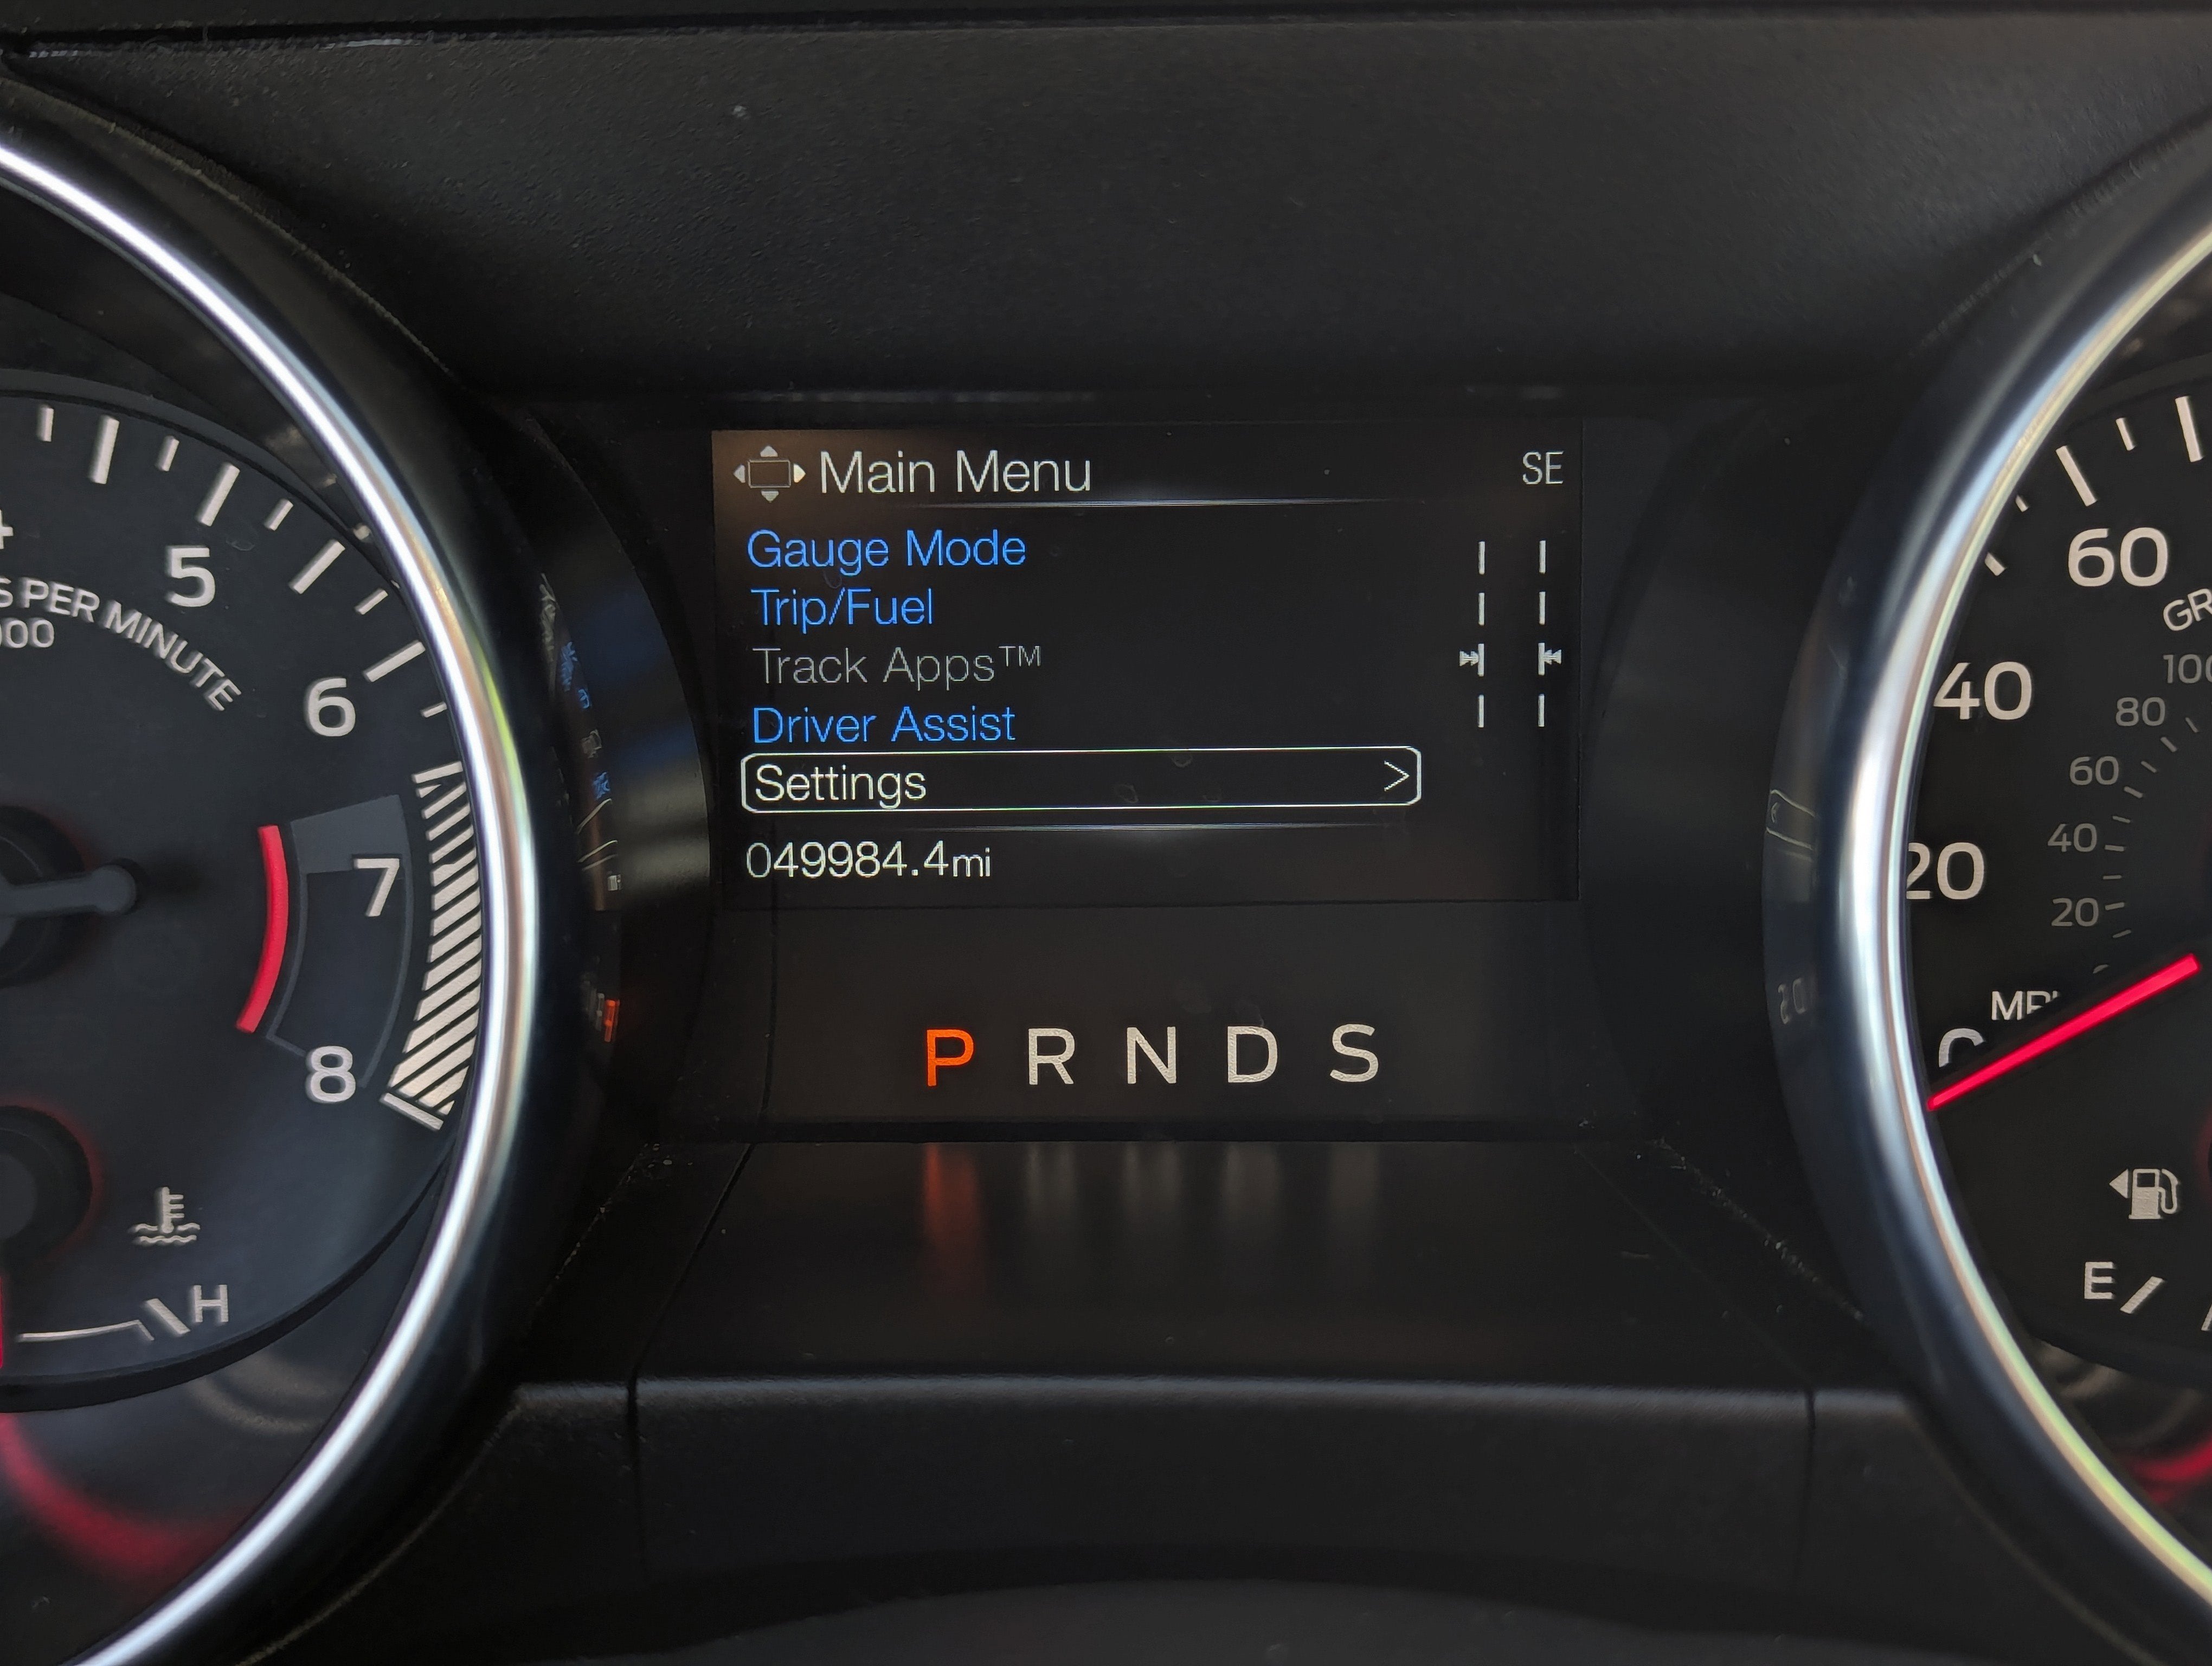 Main Menu SE
Gauge Mode
Trip/Fuel
Track Apps™
Driver Assist
Settings >
049984.4mi
P R N D S
5
6
7
8
PER MINUTE
H
60
40
20
100
80
60
40
20
E